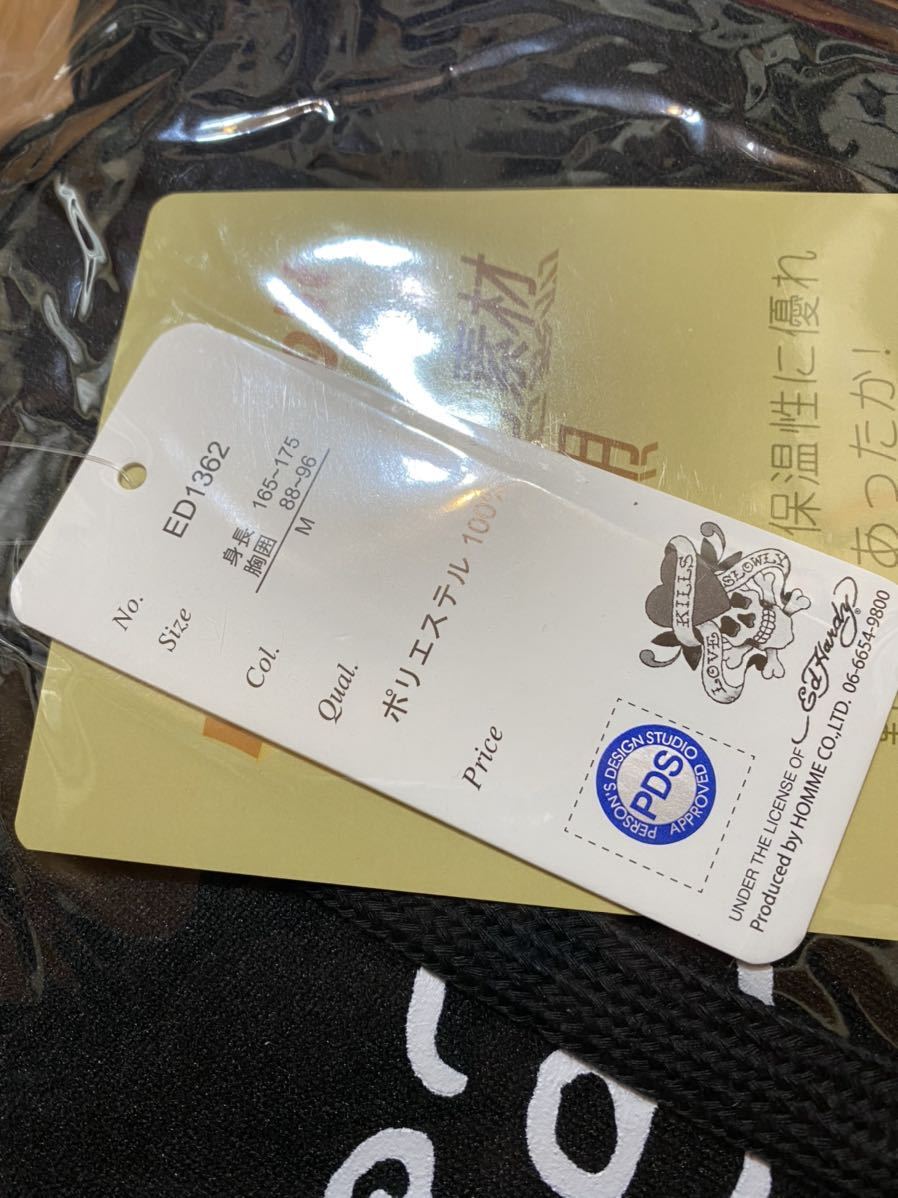 No. ED1362
Size 身長 165~175
胸囲 88~96
M
Col.
Qual. ポリエステル 100%
Price
KILLS
SLOWLY
LOVE
Ed Hardy
PERSON'S DESIGN STUDIO
PDS
APPROVED
UNDER THE LICENSE OF
Produced by HOMME CO.,LTD. 06-6654-9800
素材
保温性に優れ
あったか!